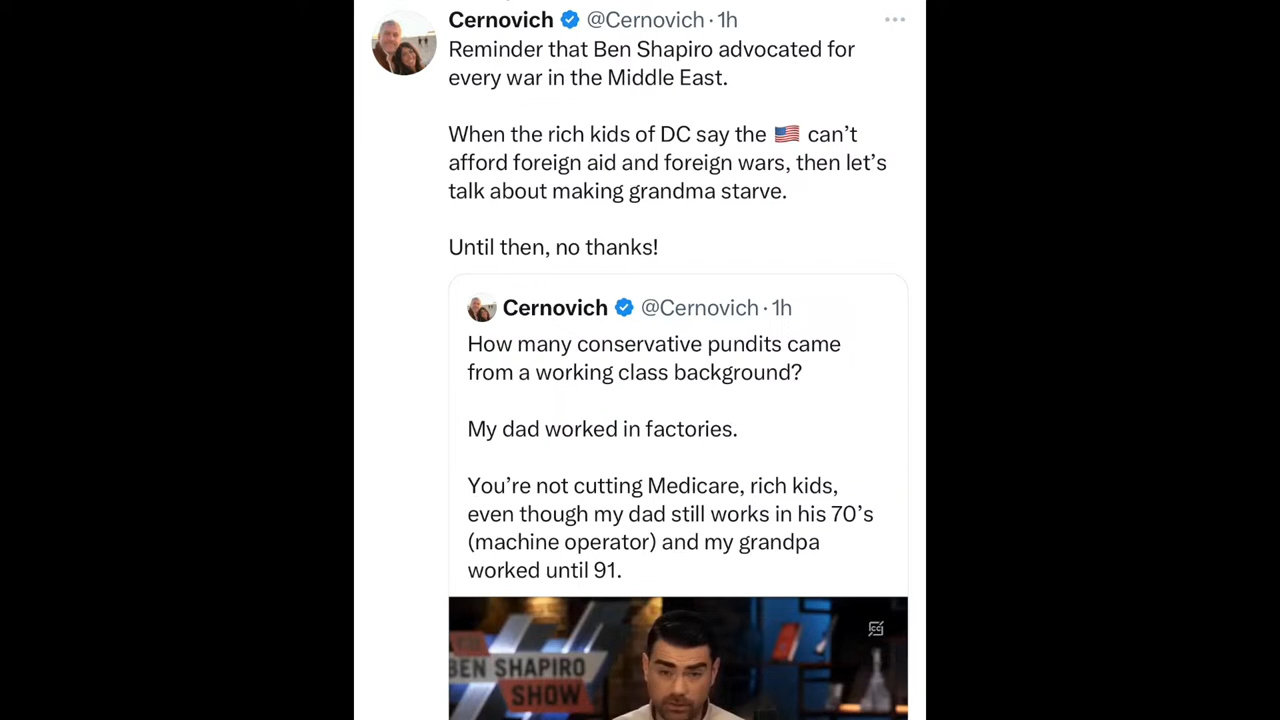 Cernovich @Cernovich · 1h
Reminder that Ben Shapiro advocated for
every war in the Middle East.
When the rich kids of DC say the 🇺🇸 can’t
afford foreign aid and foreign wars, then let’s
talk about making grandma starve.
Until then, no thanks!
Cernovich @Cernovich · 1h
How many conservative pundits came
from a working class background?
My dad worked in factories.
You’re not cutting Medicare, rich kids,
even though my dad still works in his 70’s
(machine operator) and my grandpa
worked until 91.
BEN SHAPIRO
SHOW